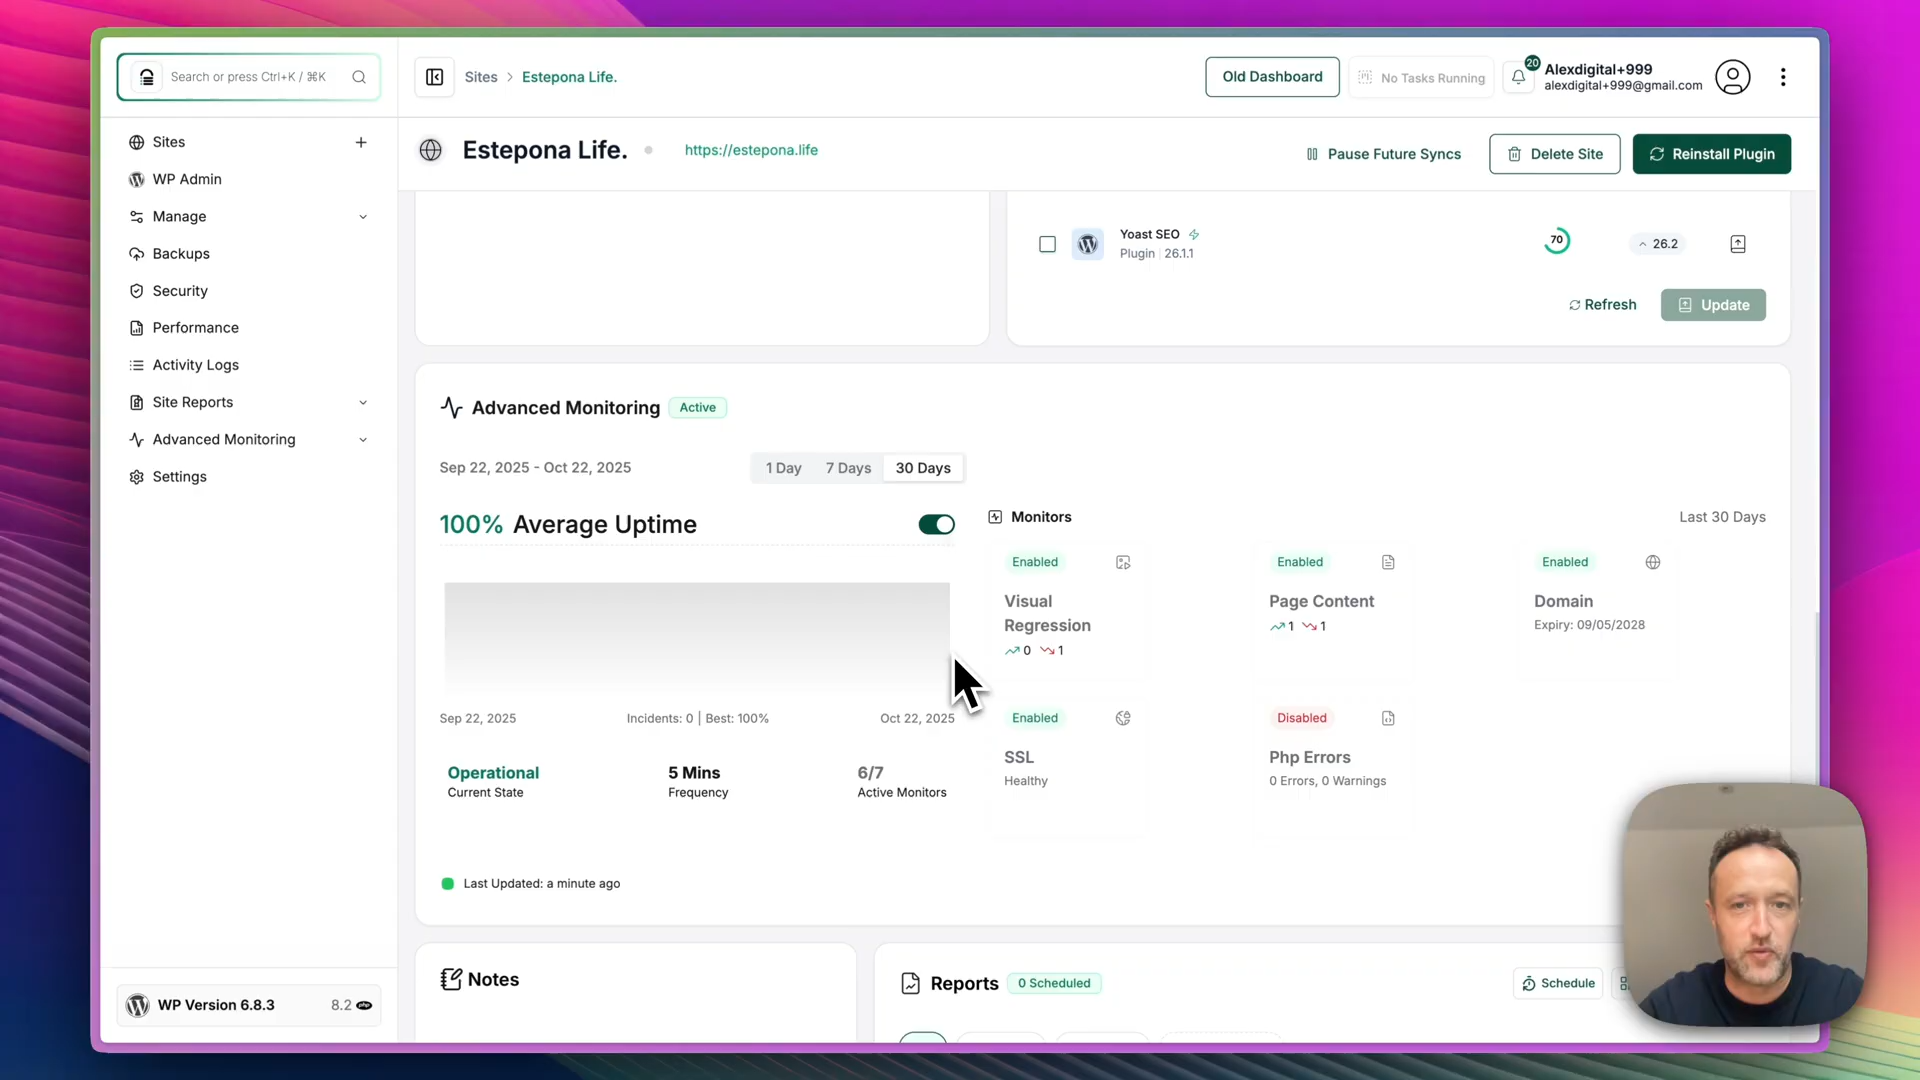 Search or press Ctrl+K / ⌘K
Sites > Estepona Life.
Old Dashboard
No Tasks Running
20
Alexdigital+999
alexdigital+999@gmail.com
Sites
WP Admin
Manage
Backups
Security
Performance
Activity Logs
Site Reports
Advanced Monitoring
Settings
WP Version 6.8.3
8.2 php
Estepona Life.
https://estepona.life
Pause Future Syncs
Delete Site
Reinstall Plugin
Yoast SEO
Plugin | 26.1.1
70
26.2
Refresh
Update
Advanced Monitoring
Active
Sep 22, 2025 - Oct 22, 2025
1 Day
7 Days
30 Days
100% Average Uptime
Sep 22, 2025
Incidents: 0 | Best: 100%
Oct 22, 2025
Operational
Current State
5 Mins
Frequency
6/7
Active Monitors
Last Updated: a minute ago
Monitors
Last 30 Days
Enabled
Visual
Regression
0 1
Enabled
Page Content
1 1
Enabled
Domain
Expiry: 09/05/2028
Enabled
SSL
Healthy
Disabled
Php Errors
0 Errors, 0 Warnings
Notes
Reports
0 Scheduled
Schedule